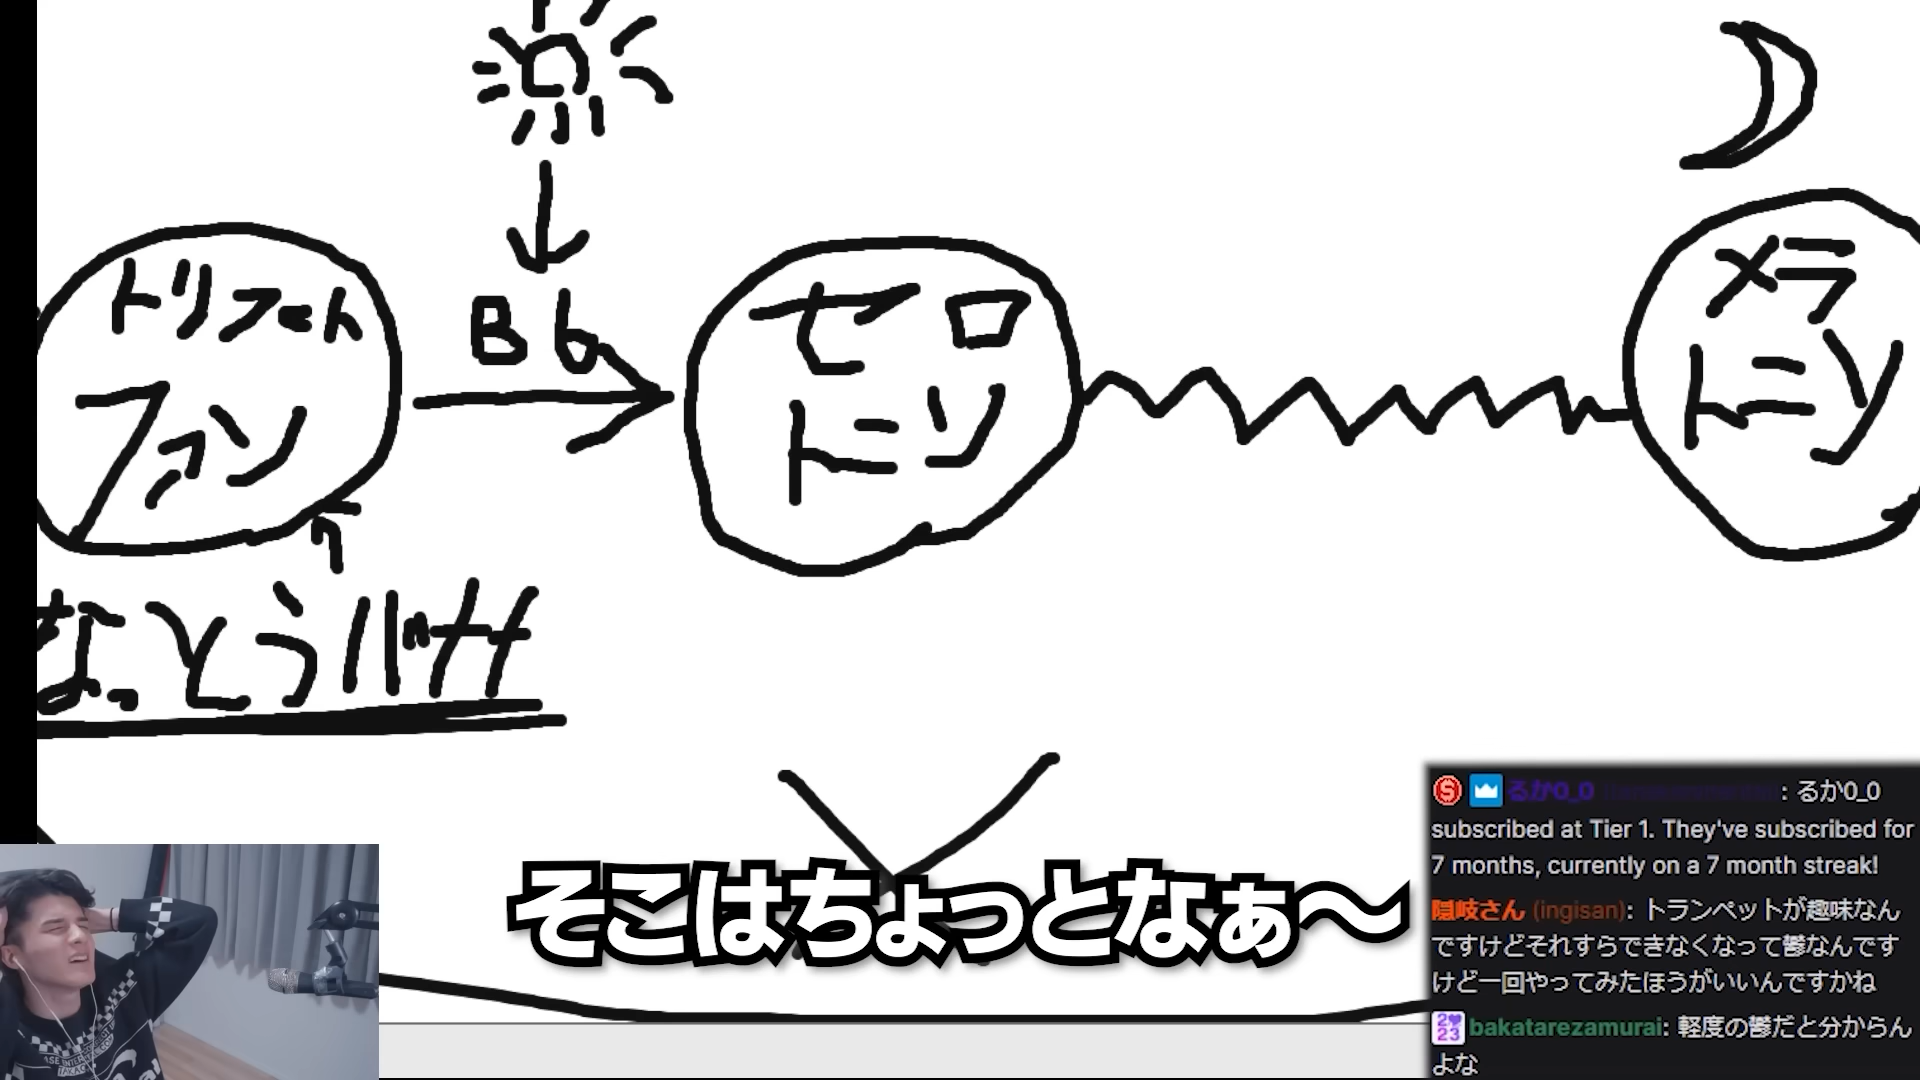 トリプト
ファン
B6
セロ
トニン
メラ
トニン
なっとうバナナ
そこはちょっとなぁ〜
るか0_0 : るか0_0
subscribed at Tier 1. They've subscribed for
7 months, currently on a 7 month streak!
隠岐さん (ingisan): トランペットが趣味なん
ですけどそれすらできなくなって鬱なんです
けど一回やってみたほうがいいんですかね
bakatarezamurai: 軽度の鬱だと分からん
よな